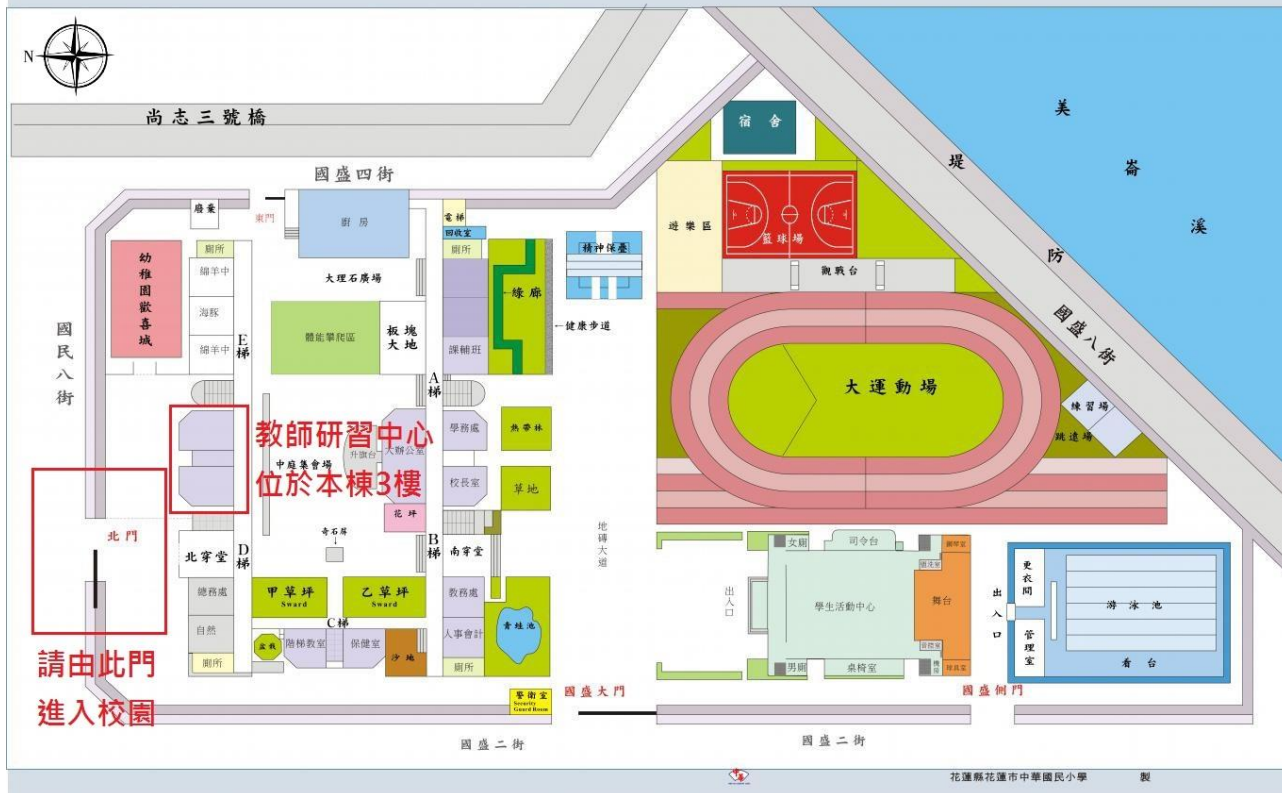 N
尚志三號橋
國盛四街
美崙溪
堤防
國盛八街
宿舍
遊樂區
籃球場
觀戰台
大運動場
練習場
跳遠場
廢棄
東門
廚房
電梯
回收室
廁所
精神保壘
幼稚園歡喜城
廁所
綿羊中
海豚
綿羊中
E梯
大理石廣場
體能攀爬區
板塊
大地
課輔班
綠廊
←健康步道
A梯
國民八街
教師研習中心
位於本棟3樓
中庭集會場
升旗台
大辦公室
學務處
校長室
熱帶林
草地
花坪
奇石屏
北門
北穿堂
D梯
B梯
南穿堂
地磚大道
總務處
自然
廁所
甲草坪
Sward
乙草坪
Sward
C梯
盆栽
階梯教室
保健室
沙地
教務處
人事會計
廁所
青蛙池
請由此門
進入校園
警衛室
Security
Guard Room
國盛大門
國盛側門
出入口
女廁
司令台
學生活動中心
舞台
男廁
桌椅室
出入口
更衣間
管理室
游泳池
看台
國盛二街
國盛二街
花蓮縣花蓮市中華國民小學 製